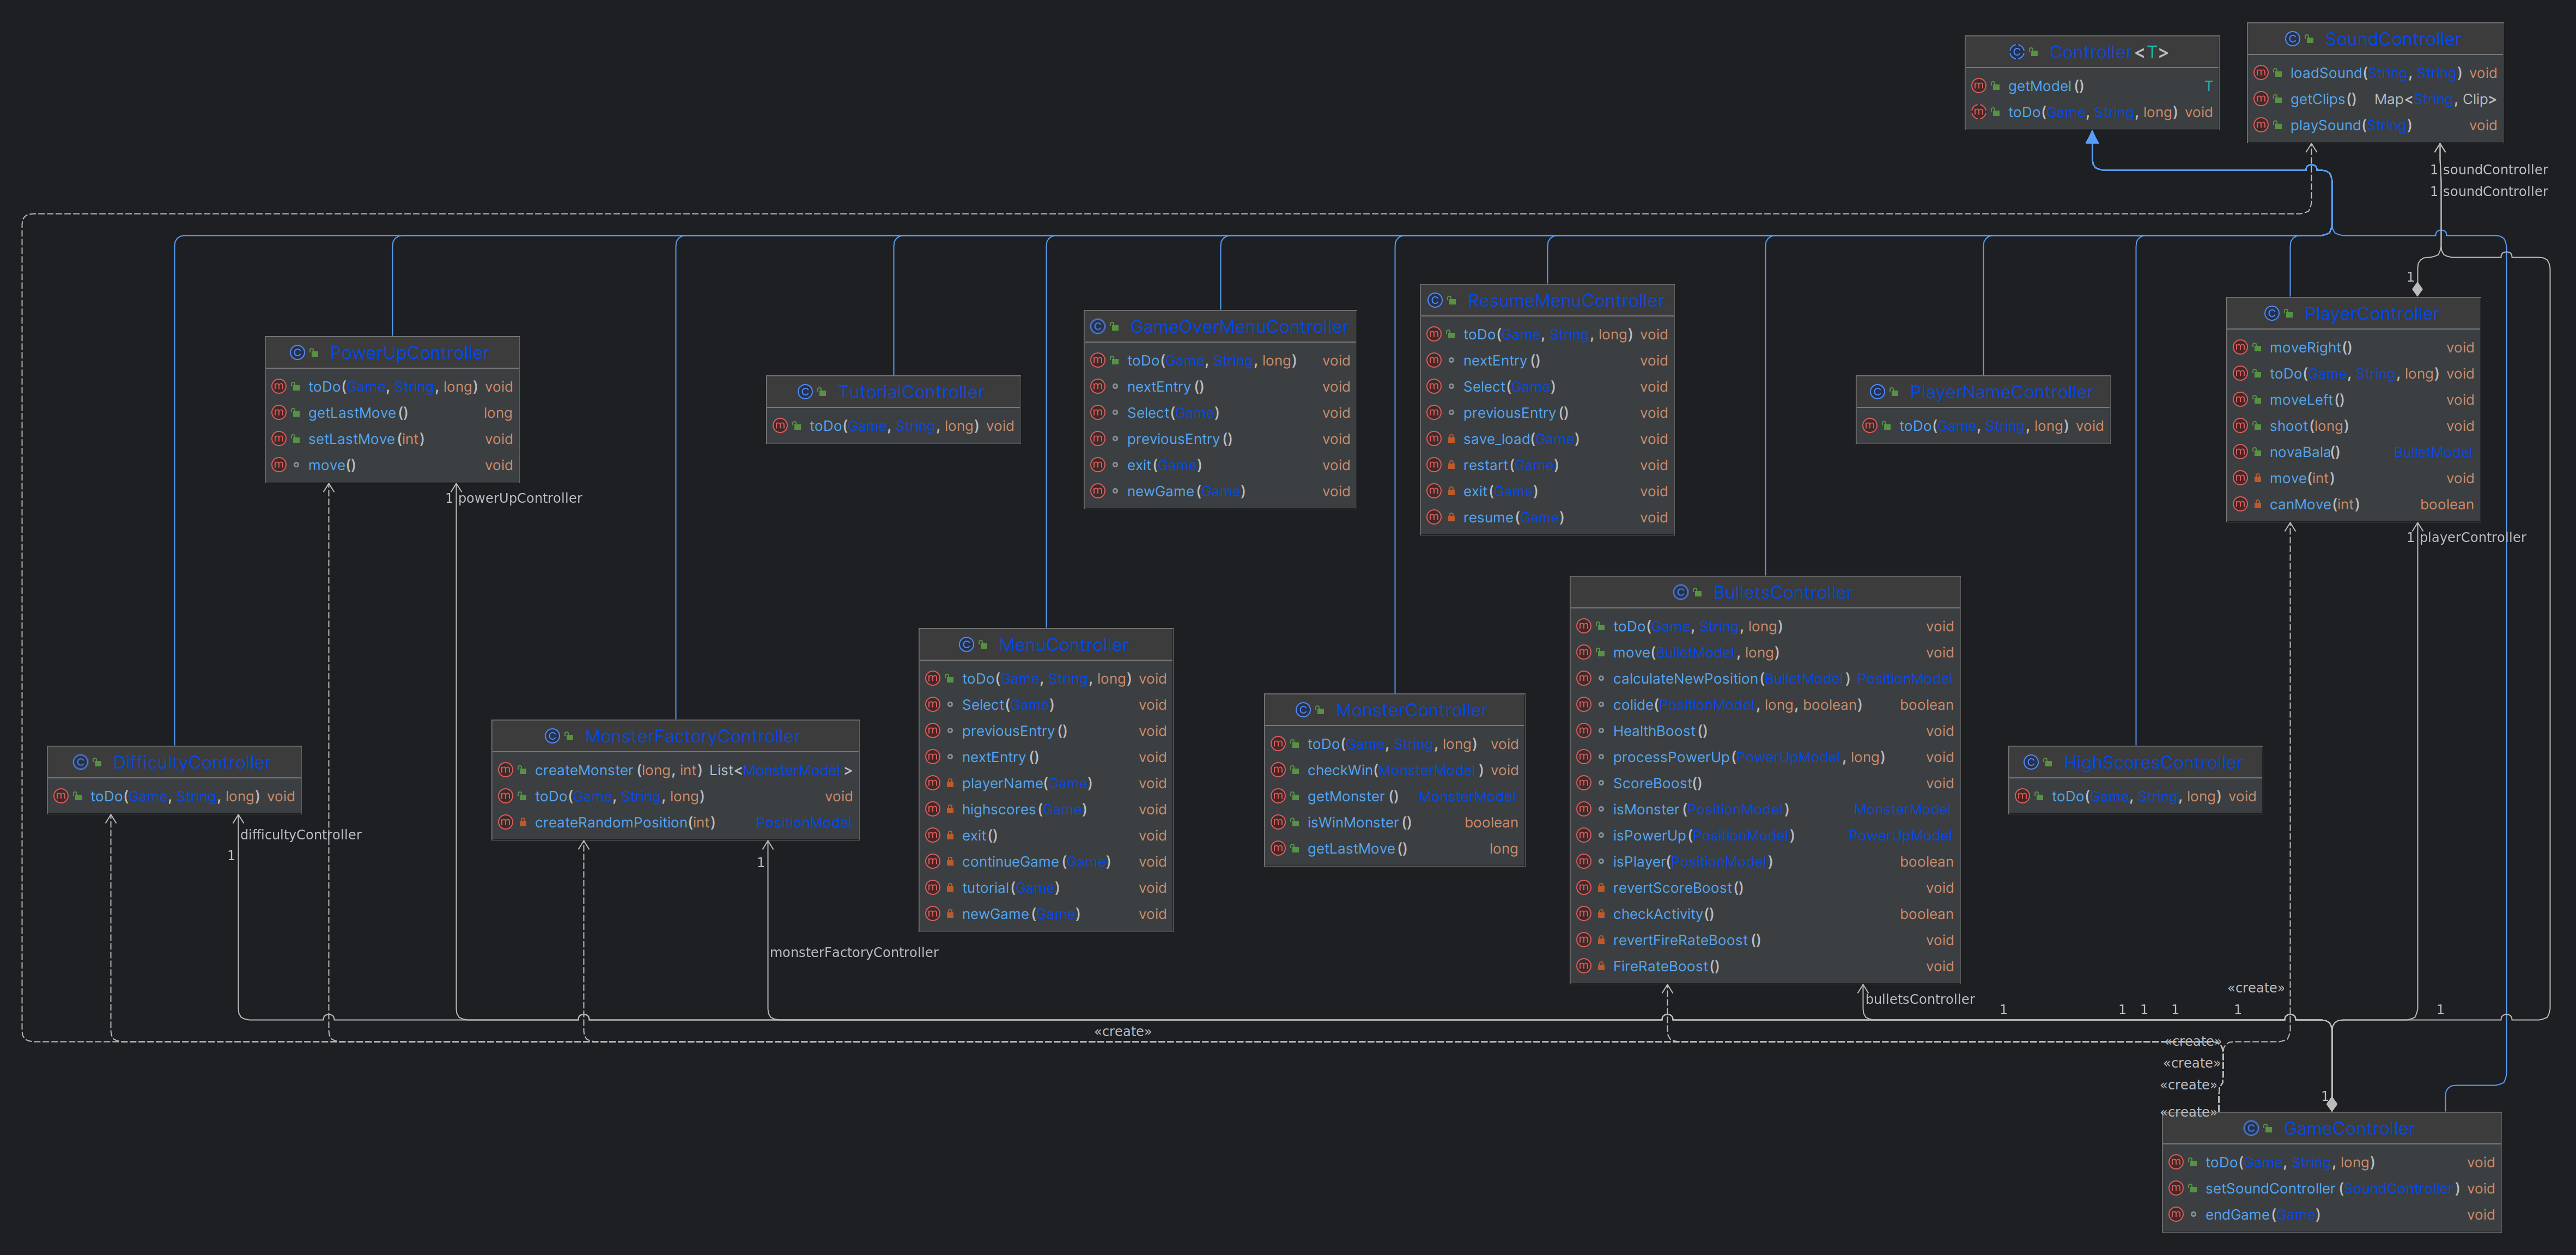 Controller<T>
getModel() T
toDo(Game, String, long) void
SoundController
loadSound(String, String) void
getClips() Map<String, Clip>
playSound(String) void
1 soundController
1 soundController
1
PowerUpController
toDo(Game, String, long) void
getLastMove() long
setLastMove(int) void
move() void
1 powerUpController
TutorialController
toDo(Game, String, long) void
GameOverMenuController
toDo(Game, String, long) void
nextEntry() void
Select(Game) void
previousEntry() void
exit(Game) void
newGame(Game) void
ResumeMenuController
toDo(Game, String, long) void
nextEntry() void
Select(Game) void
previousEntry() void
save_load(Game) void
restart(Game) void
exit(Game) void
resume(Game) void
PlayerNameController
toDo(Game, String, long) void
PlayerController
moveRight() void
toDo(Game, String, long) void
moveLeft() void
shoot(long) void
novaBala() BulletModel
move(int) void
canMove(int) boolean
1 playerController
DifficultyController
toDo(Game, String, long) void
difficultyController
1
MonsterFactoryController
createMonster(long, int) List<MonsterModel>
toDo(Game, String, long) void
createRandomPosition(int) PositionModel
1
monsterFactoryController
MenuController
toDo(Game, String, long) void
Select(Game) void
previousEntry() void
nextEntry() void
playerName(Game) void
highscores(Game) void
exit() void
continueGame(Game) void
tutorial(Game) void
newGame(Game) void
MonsterController
toDo(Game, String, long) void
checkWin(MonsterModel) void
getMonster() MonsterModel
isWinMonster() boolean
getLastMove() long
BulletsController
toDo(Game, String, long) void
move(BulletModel, long) void
calculateNewPosition(BulletModel) PositionModel
colide(PositionModel, long, boolean) boolean
HealthBoost() void
processPowerUp(PowerUpModel, long) void
ScoreBoost() void
isMonster(PositionModel) MonsterModel
isPowerUp(PositionModel) PowerUpModel
isPlayer(PositionModel) boolean
revertScoreBoost() void
checkActivity() boolean
revertFireRateBoost() void
FireRateBoost() void
bulletsController
HighScoresController
toDo(Game, String, long) void
«create»
1 1 1 1 1 1
«create»
«create»
«create»
«create»
«create»
1
GameController
toDo(Game, String, long) void
setSoundController(SoundController) void
endGame(Game) void